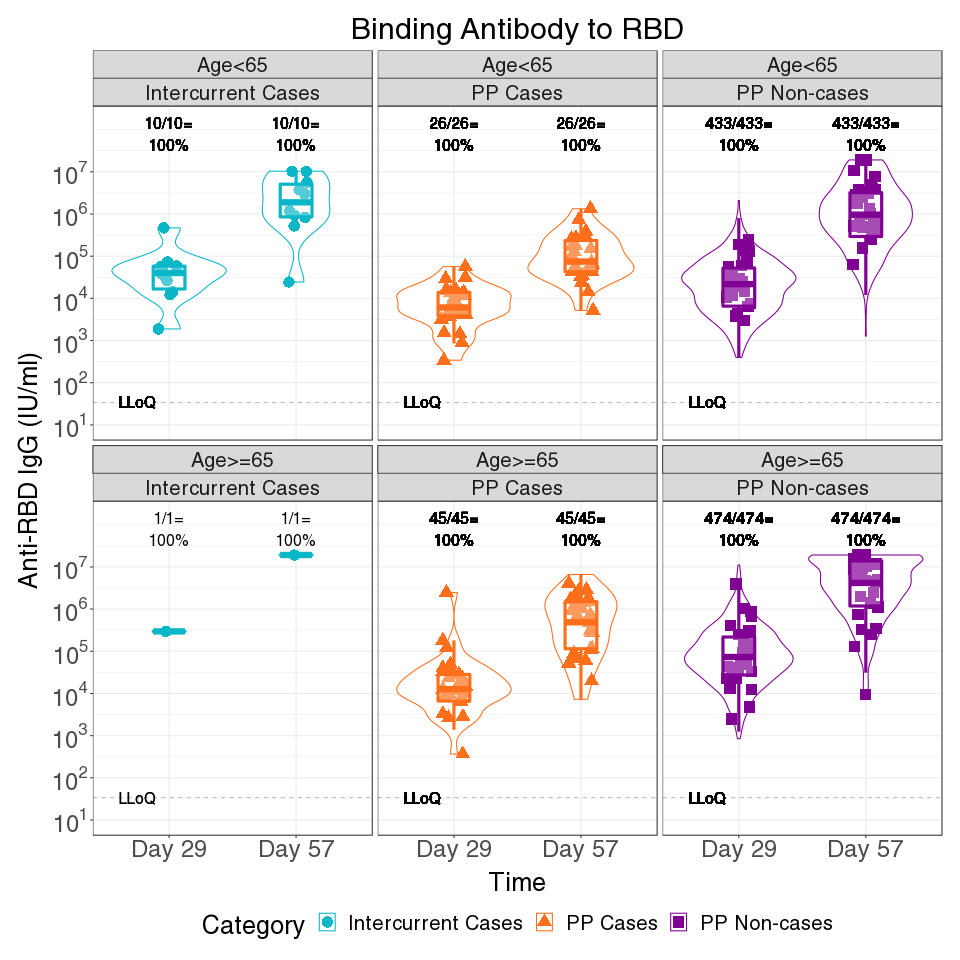 Binding Antibody to RBD
Age<65 Age<65 Age<65
Intercurrent Cases PP Cases PP Non-cases
10/10= 10/10= 26/26= 26/26= 433/433= 433/433=
100% 100% 100% 100% 100% 100%
10^7
10^6
10^5
10^4
10^3
10^2
LLoQ LLoQ LLoQ
10^1
Anti-RBD IgG (IU/ml)
Age>=65 Age>=65 Age>=65
Intercurrent Cases PP Cases PP Non-cases
1/1= 1/1= 45/45= 45/45= 474/474= 474/474=
100% 100% 100% 100% 100% 100%
10^7
10^6
10^5
10^4
10^3
10^2
LLoQ LLoQ LLoQ
10^1
Day 29 Day 57 Day 29 Day 57 Day 29 Day 57
Time
Category Intercurrent Cases PP Cases PP Non-cases